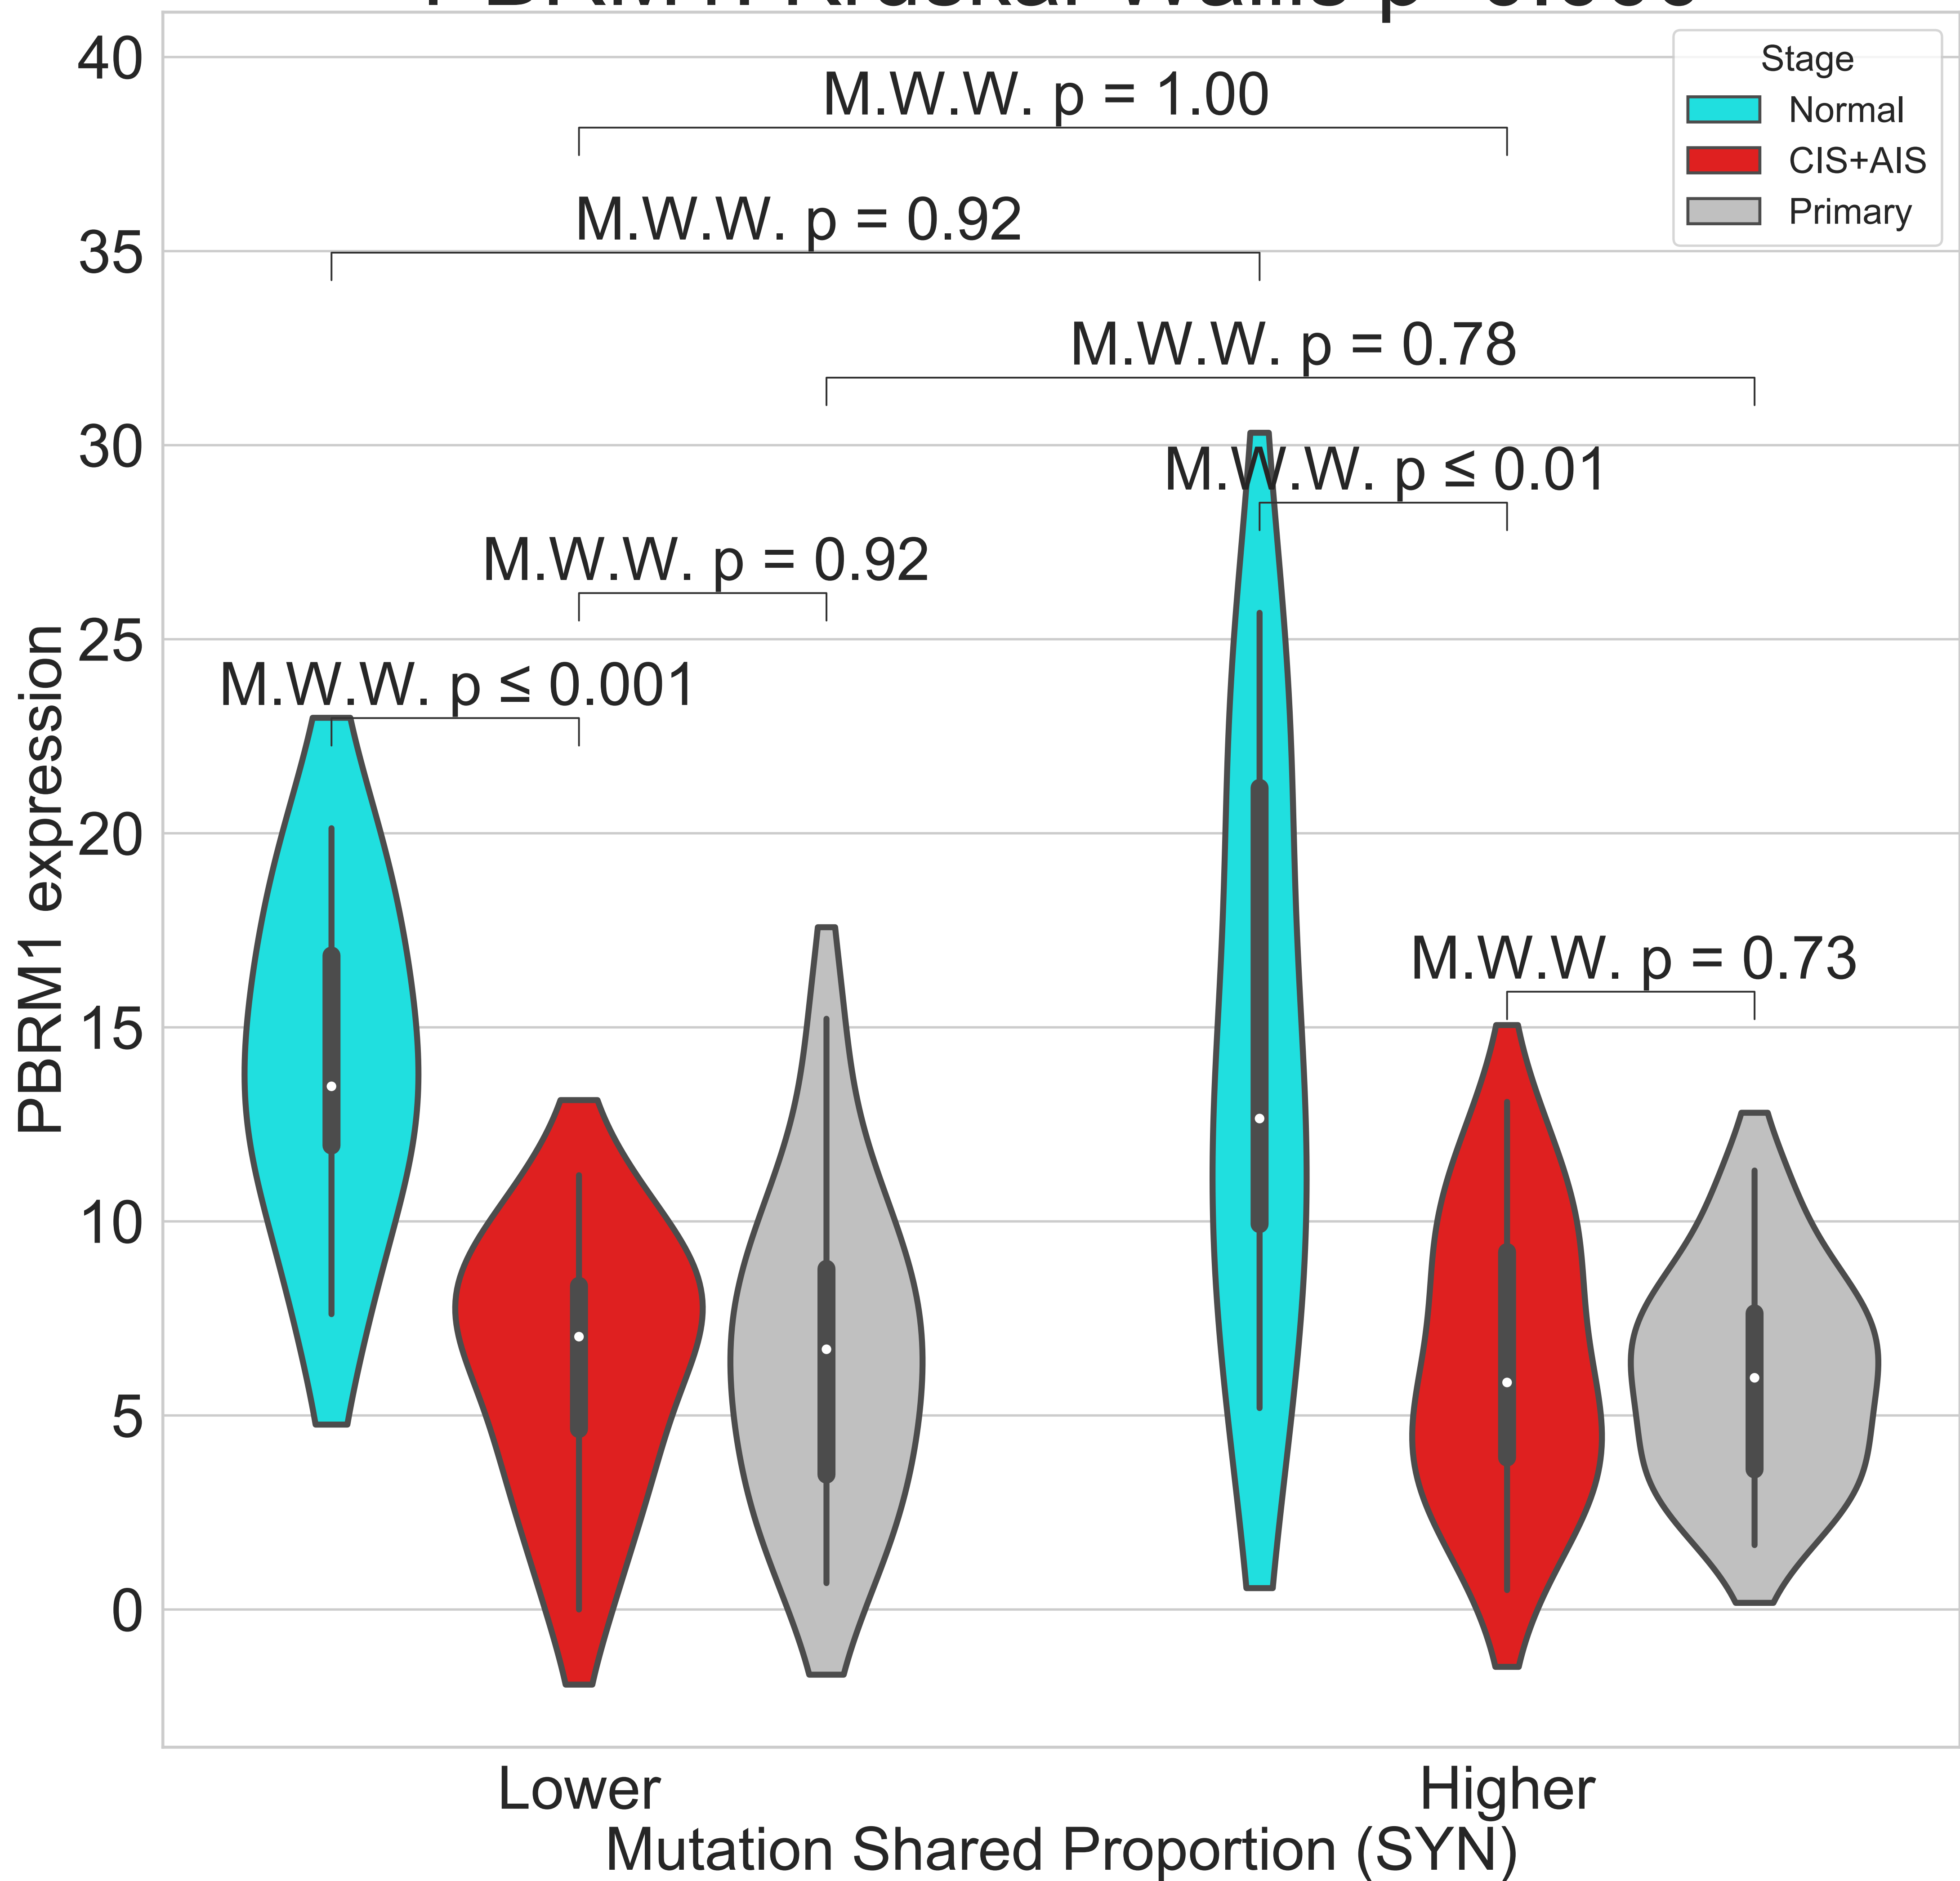 40
35
30
25
20
15
10
5
0
PBRM1 expression
M.W.W. p = 1.00
M.W.W. p = 0.92
M.W.W. p = 0.78
M.W.W. p ≤ 0.01
M.W.W. p = 0.92
M.W.W. p ≤ 0.001
M.W.W. p = 0.73
Stage
Normal
CIS+AIS
Primary
Lower
Higher
Mutation Shared Proportion (SYN)